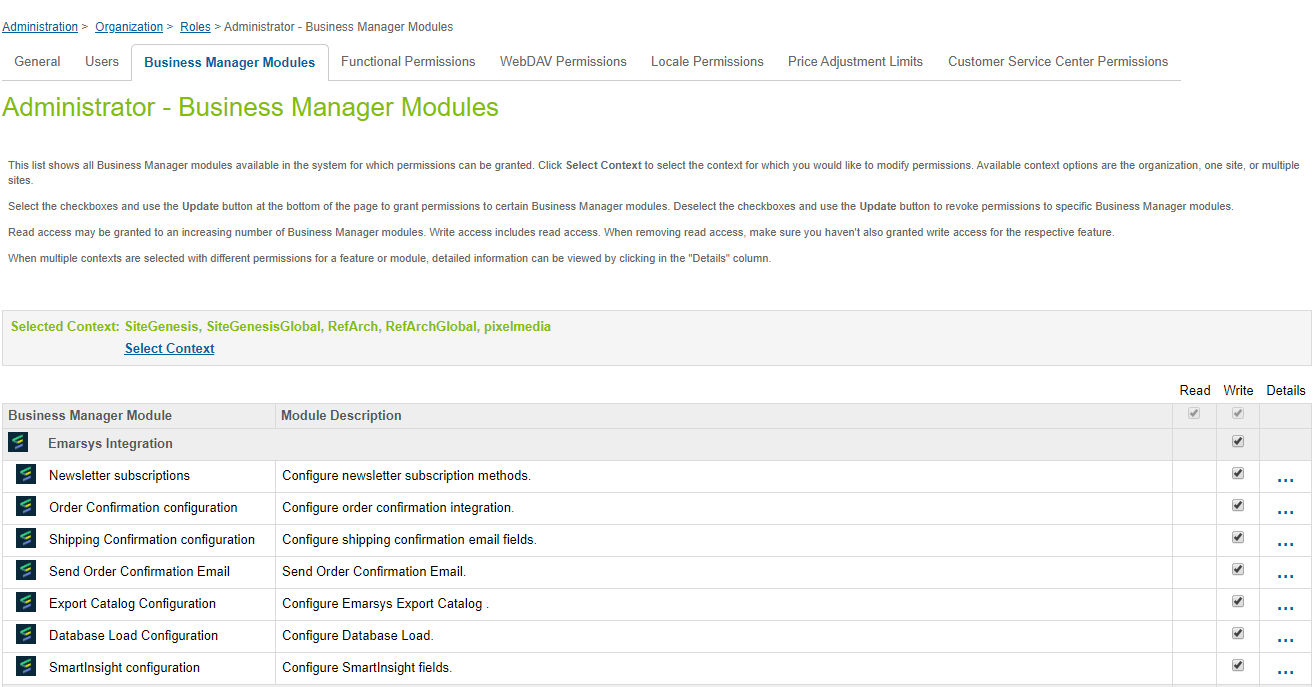 Administration > Organization > Roles > Administrator - Business Manager Modules
General Users Business Manager Modules Functional Permissions WebDAV Permissions Locale Permissions Price Adjustment Limits Customer Service Center Permissions
Administrator - Business Manager Modules
This list shows all Business Manager modules available in the system for which permissions can be granted. Click Select Context to select the context for which you would like to modify permissions. Available context options are the organization, one site, or multiple
sites.
Select the checkboxes and use the Update button at the bottom of the page to grant permissions to certain Business Manager modules. Deselect the checkboxes and use the Update button to revoke permissions to specific Business Manager modules.
Read access may be granted to an increasing number of Business Manager modules. Write access includes read access. When removing read access, make sure you haven't also granted write access for the respective feature.
When multiple contexts are selected with different permissions for a feature or module, detailed information can be viewed by clicking in the "Details" column.
Selected Context: SiteGenesis, SiteGenesisGlobal, RefArch, RefArchGlobal, pixelmedia
Select Context
Read Write Details
Business Manager Module Module Description
Emarsys Integration
Newsletter subscriptions Configure newsletter subscription methods. ...
Order Confirmation configuration Configure order confirmation integration. ...
Shipping Confirmation configuration Configure shipping confirmation email fields. ...
Send Order Confirmation Email Send Order Confirmation Email. ...
Export Catalog Configuration Configure Emarsys Export Catalog . ...
Database Load Configuration Configure Database Load. ...
SmartInsight configuration Configure SmartInsight fields. ...